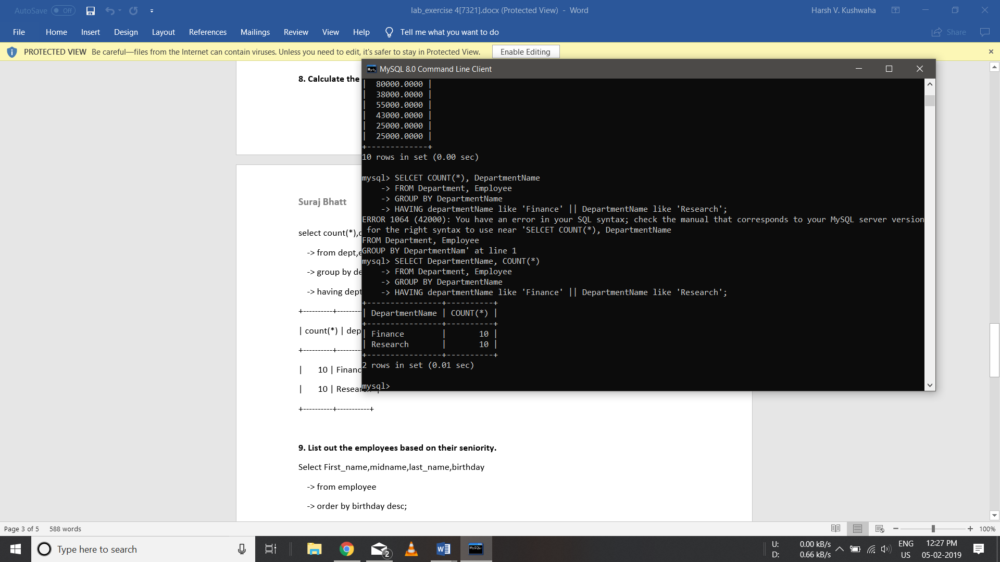 AutoSave Off
lab_exercise 4[7321].docx (Protected View) - Word
Harsh V. Kushwaha
File Home Insert Design Layout References Mailings Review View Help Tell me what you want to do
Share
PROTECTED VIEW Be careful—files from the Internet can contain viruses. Unless you need to edit, it's safer to stay in Protected View. Enable Editing
8. Calculate the
Suraj Bhatt
select count(*),
-> from dept,
-> group by de
-> having dept
+----------+--------
| count(*) | dep
+----------+--------
| 10 | Financ
| 10 | Resear
+----------+-----------+
9. List out the employees based on their seniority.
Select First_name,midname,last_name,birthday
-> from employee
-> order by birthday desc;
MySQL 8.0 Command Line Client
| 80000.0000 |
| 38000.0000 |
| 55000.0000 |
| 43000.0000 |
| 25000.0000 |
| 25000.0000 |
+-------------+
10 rows in set (0.00 sec)
mysql> SELCET COUNT(*), DepartmentName
-> FROM Department, Employee
-> GROUP BY DepartmentName
-> HAVING departmentName like 'Finance' || DepartmentName like 'Research';
ERROR 1064 (42000): You have an error in your SQL syntax; check the manual that corresponds to your MySQL server version
for the right syntax to use near 'SELCET COUNT(*), DepartmentName
FROM Department, Employee
GROUP BY DepartmentNam' at line 1
mysql> SELECT DepartmentName, COUNT(*)
-> FROM Department, Employee
-> GROUP BY DepartmentName
-> HAVING departmentName like 'Finance' || DepartmentName like 'Research';
+----------------+----------+
| DepartmentName | COUNT(*) |
+----------------+----------+
| Finance | 10 |
| Research | 10 |
+----------------+----------+
2 rows in set (0.01 sec)
mysql>
Page 3 of 5 588 words
100%
Type here to search
2
MySQL
U: 0.00 kB/s
D: 0.66 kB/s
ENG
US
12:27 PM
05-02-2019